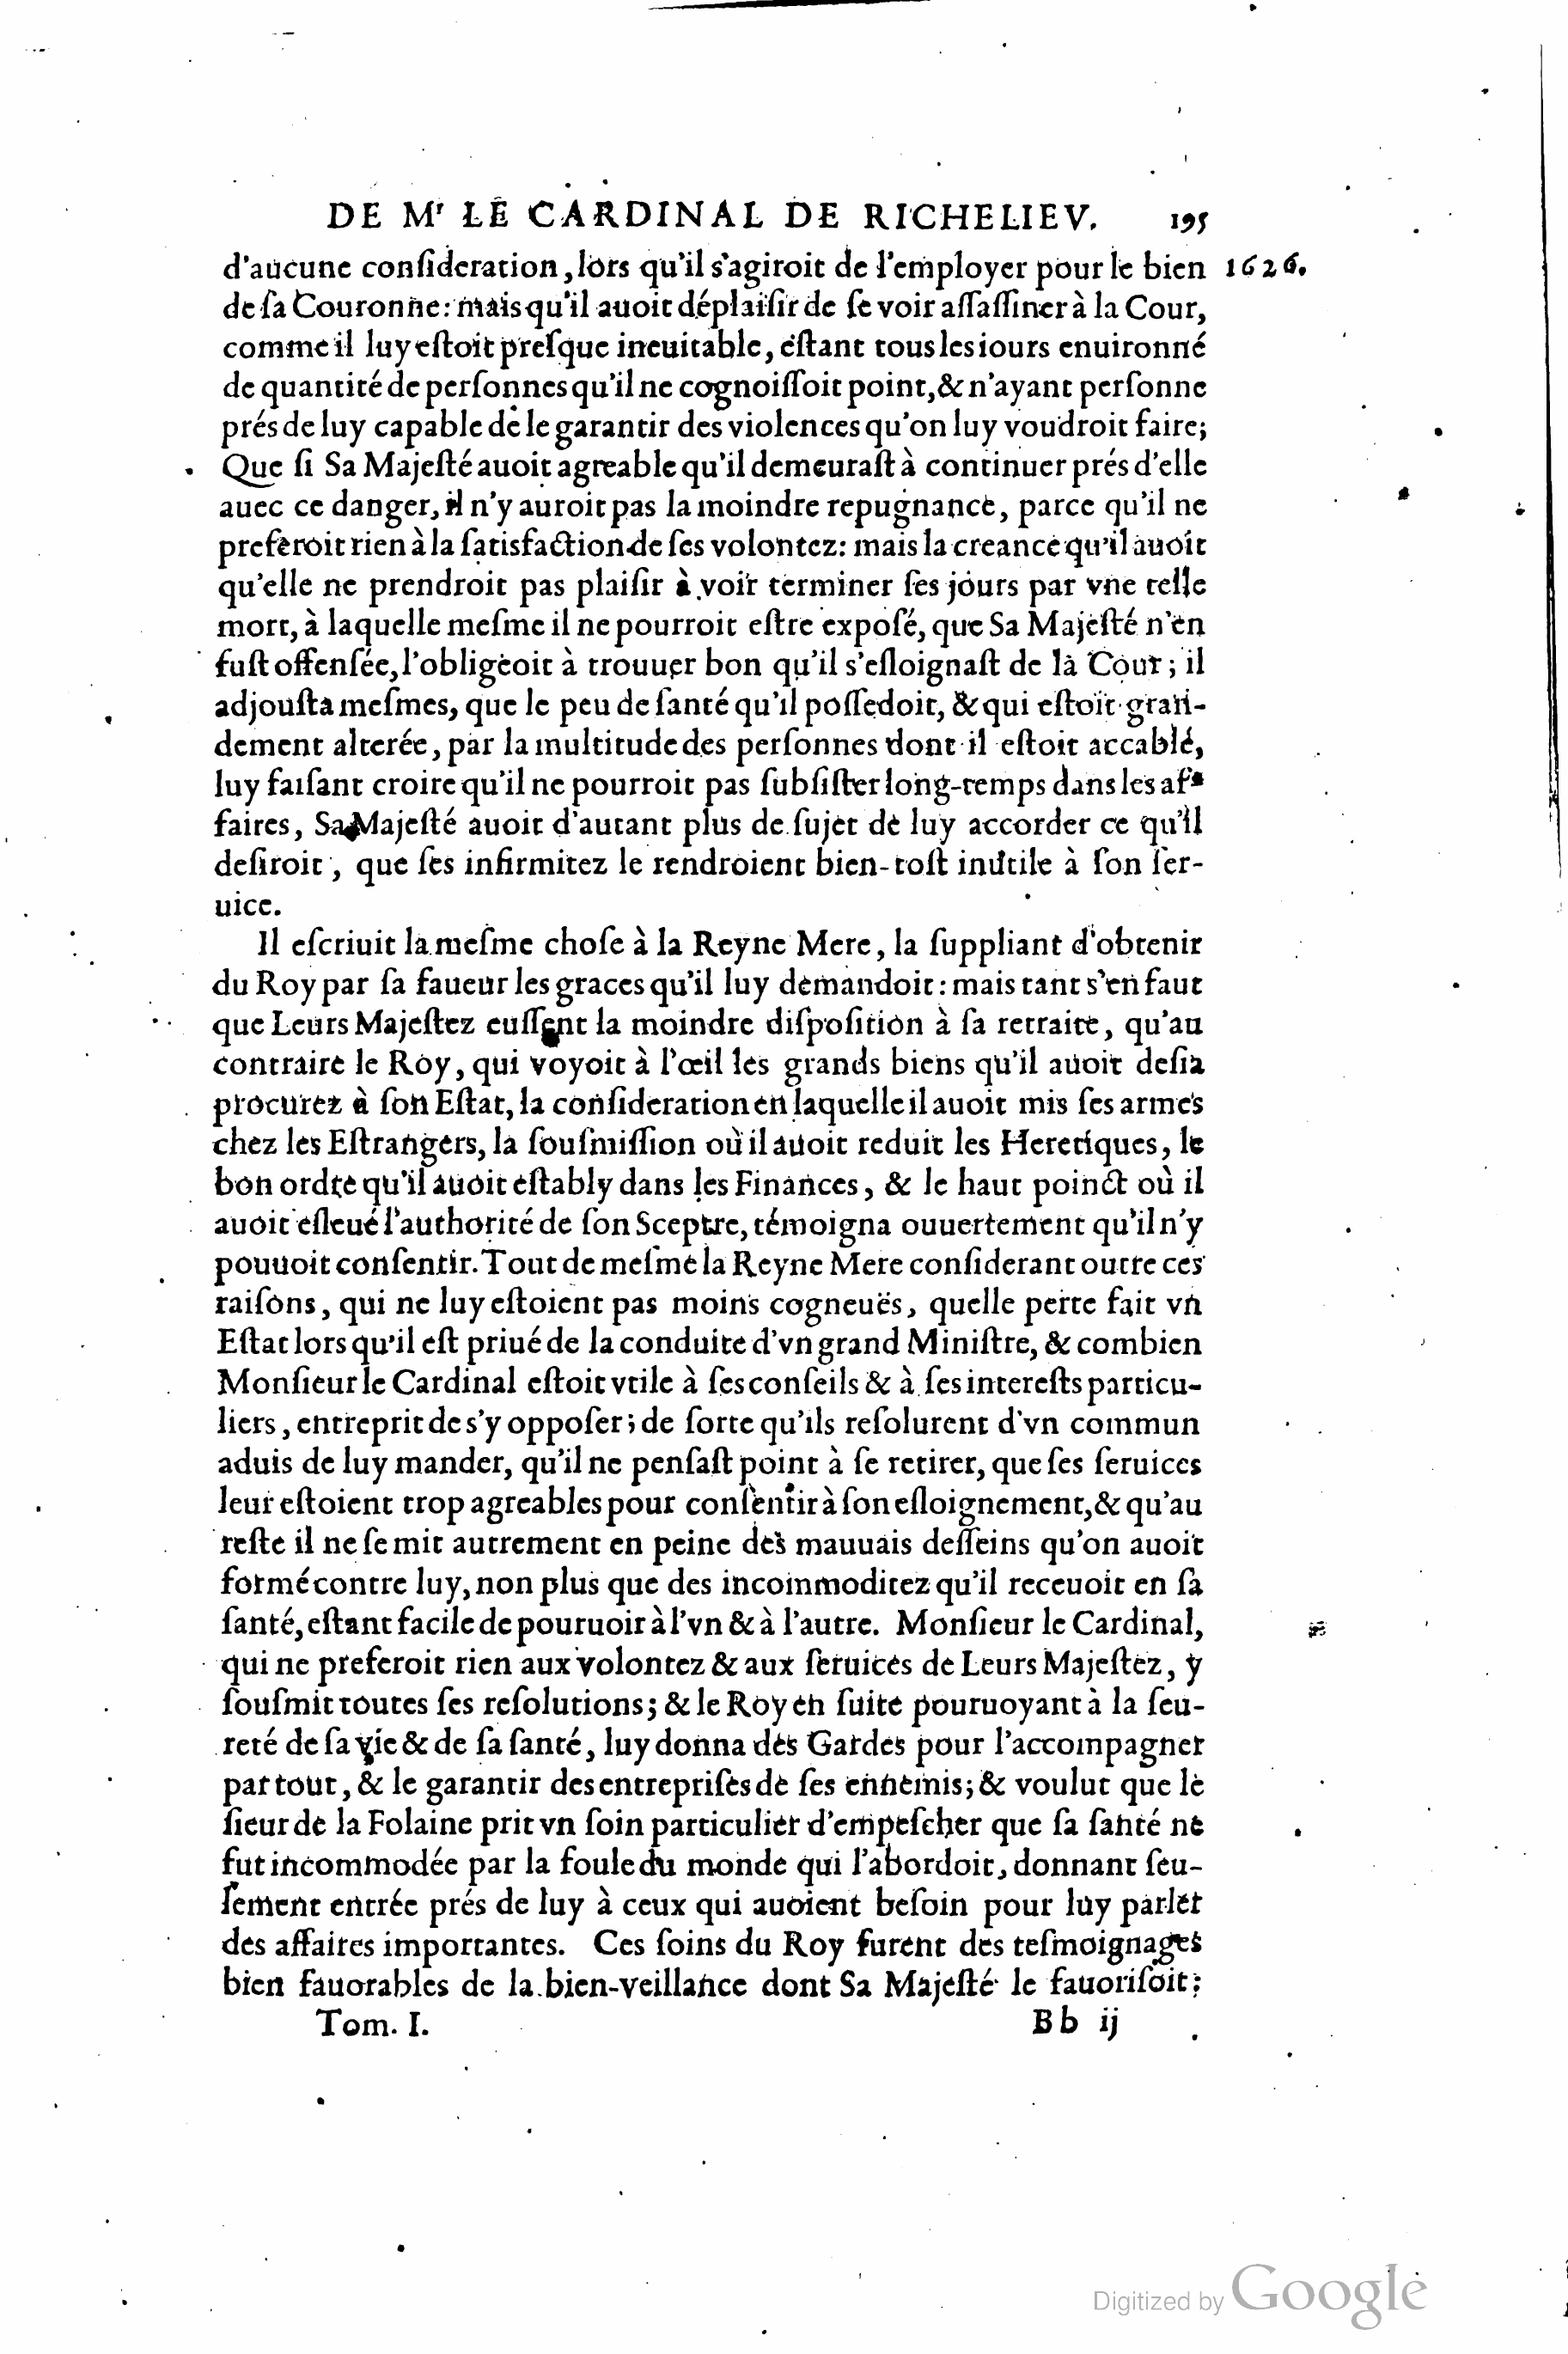 DE Mr LE CARDINAL DE RICHELIEV. 195
d'aucune conſideration, lors qu'il s'agiroit de l'employer pour le bien 1626.
de ſa Couronne: mais qu'il auoit déplaiſir de ſe voir aſſaſſiner à la Cour,
comme il luy eſtoit preſque ineuitable, eſtant tous les iours enuironné
de quantité de perſonnes qu'il ne cognoiſſoit point, & n'ayant perſonne
prés de luy capable de le garantir des violences qu'on luy voudroit faire;
Que ſi Sa Majeſté auoit agreable qu'il demeuraſt à continuer prés d'elle
auec ce danger, il n'y auroit pas la moindre repugnance, parce qu'il ne
preferoit rien à la ſatisfaction de ſes volontez: mais la creance qu'il auoit
qu'elle ne prendroit pas plaiſir à voir terminer ſes jours par vne telle
mort, à laquelle meſme il ne pourroit eſtre expoſé, que Sa Majeſté n'en
fuſt offenſée, l'obligeoit à trouuer bon qu'il s'eſloignaſt de la Cour; il
adjouſta meſmes, que le peu de ſanté qu'il poſſedoit, & qui eſtoit gran-
dement alterée, par la multitude des perſonnes dont il eſtoit accablé,
luy faiſant croire qu'il ne pourroit pas ſubſiſter long-temps dans les af-
faires, Sa Majeſté auoit d'autant plus de ſujet de luy accorder ce qu'il
deſiroit, que ſes infirmitez le rendroient bien-toſt inutile à ſon ſer-
uice.
Il eſcriuit la meſme choſe à la Reyne Mere, la ſuppliant d'obtenir
du Roy par ſa faueur les graces qu'il luy demandoit: mais tant s'en faut
que Leurs Majeſtez euſſent la moindre diſpoſition à ſa retraite, qu'au
contraire le Roy, qui voyoit à l'œil les grands biens qu'il auoit deſia
procurez à ſon Eſtat, la conſideration en laquelle il auoit mis ſes armes
chez les Eſtrangers, la ſouſmiſſion où il auoit reduit les Heretiques, le
bon ordre qu'il auoit eſtably dans les Finances, & le haut poinct où il
auoit eſleué l'authorité de ſon Sceptre, témoigna ouuertement qu'il n'y
pouuoit conſentir. Tout de meſme la Reyne Mere conſiderant outre ces
raiſons, qui ne luy eſtoient pas moins cogneuës, quelle perte fait vn
Eſtat lors qu'il eſt priué de la conduite d'vn grand Miniſtre, & combien
Monſieur le Cardinal eſtoit vtile à ſes conſeils & à ſes intereſts particu-
liers, entreprit de s'y oppoſer; de ſorte qu'ils reſolurent d'vn commun
aduis de luy mander, qu'il ne penſaſt point à ſe retirer, que ſes ſeruices
leur eſtoient trop agreables pour conſentir à ſon eſloignement, & qu'au
reſte il ne ſe mit autrement en peine des mauuais deſſeins qu'on auoit
formé contre luy, non plus que des incommoditez qu'il receuoit en ſa
ſanté, eſtant facile de pouruoir à l'vn & à l'autre. Monſieur le Cardinal,
qui ne preferoit rien aux volontez & aux ſeruices de Leurs Majeſtez, y
ſouſmit toutes ſes reſolutions; & le Roy en ſuite pouruoyant à la ſeu-
reté de ſa vie & de ſa ſanté, luy donna des Gardes pour l'accompagner
par tout, & le garantir des entrepriſes de ſes ennemis; & voulut que le
ſieur de la Folaine prit vn ſoin particulier d'empeſcher que ſa ſanté ne
fut incommodée par la foule du monde qui l'abordoit, donnant ſeu-
lement entrée prés de luy à ceux qui auoient beſoin pour luy parler
des affaires importantes. Ces ſoins du Roy furent des teſmoignages
bien fauorables de la bien-veillance dont Sa Majeſté le fauoriſoit;
Tom. I. Bb ij
Digitized by Google